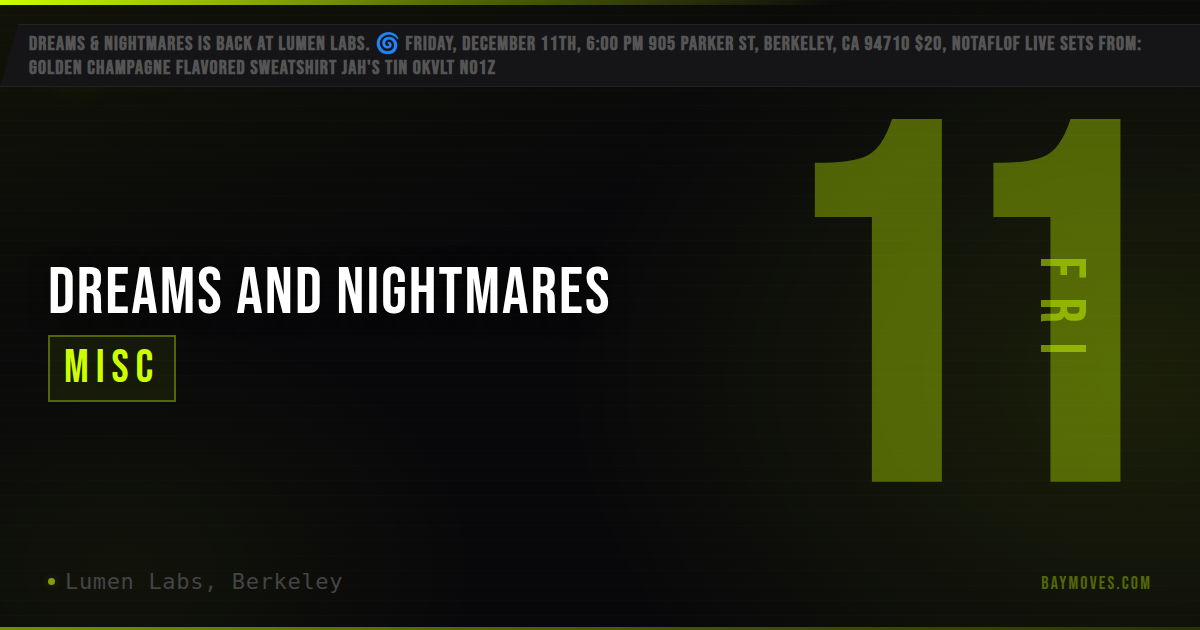 DREAMS & NIGHTMARES IS BACK AT LUMEN LABS. 🌀 FRIDAY, DECEMBER 11TH, 6:00 PM 905 PARKER ST, BERKELEY, CA 94710 $20, NOTAFLOF LIVE SETS FROM:
GOLDEN CHAMPAGNE FLAVORED SWEATSHIRT JAH'S TIN OKVLT NO1Z
11
FRI
DREAMS AND NIGHTMARES
MISC
Lumen Labs, Berkeley
BAYMOVES.COM